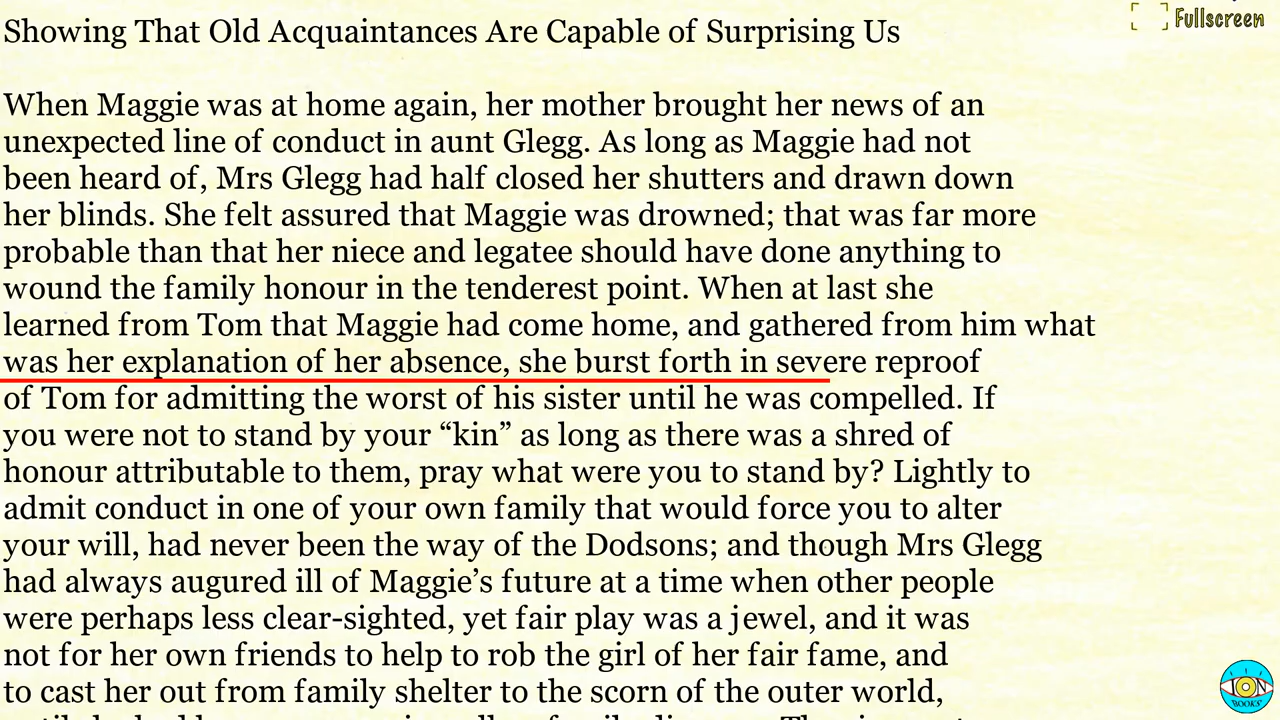 Showing That Old Acquaintances Are Capable of Surprising Us
Fullscreen
When Maggie was at home again, her mother brought her news of an
unexpected line of conduct in aunt Glegg. As long as Maggie had not
been heard of, Mrs Glegg had half closed her shutters and drawn down
her blinds. She felt assured that Maggie was drowned; that was far more
probable than that her niece and legatee should have done anything to
wound the family honour in the tenderest point. When at last she
learned from Tom that Maggie had come home, and gathered from him what
was her explanation of her absence, she burst forth in severe reproof
of Tom for admitting the worst of his sister until he was compelled. If
you were not to stand by your “kin” as long as there was a shred of
honour attributable to them, pray what were you to stand by? Lightly to
admit conduct in one of your own family that would force you to alter
your will, had never been the way of the Dodsons; and though Mrs Glegg
had always augured ill of Maggie’s future at a time when other people
were perhaps less clear-sighted, yet fair play was a jewel, and it was
not for her own friends to help to rob the girl of her fair fame, and
to cast her out from family shelter to the scorn of the outer world,
ION
BOOKS